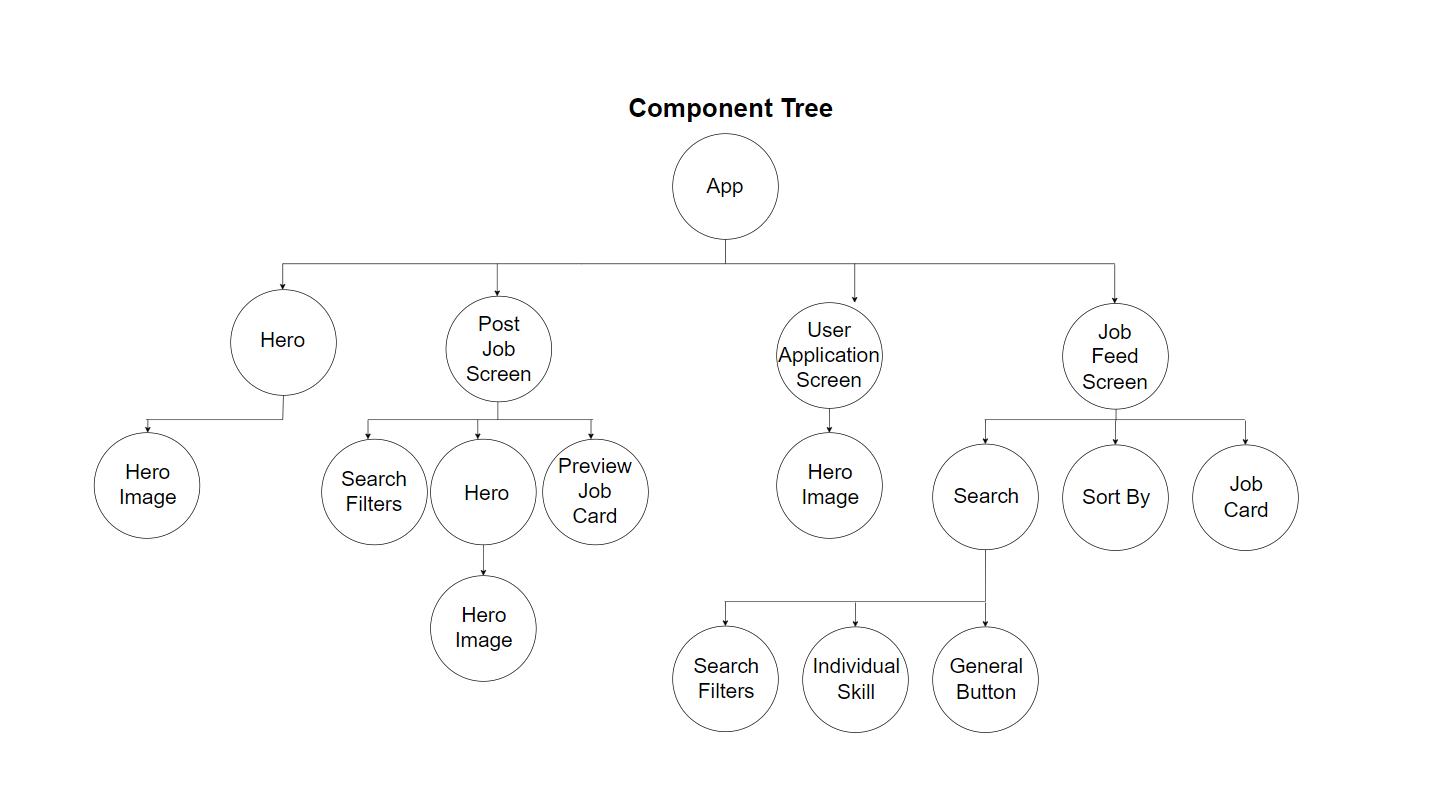 Component Tree
App
Hero
Post
Job
Screen
User
Application
Screen
Job
Feed
Screen
Hero
Image
Search
Filters
Hero
Preview
Job
Card
Hero
Image
Search
Sort By
Job
Card
Hero
Image
Search
Filters
Individual
Skill
General
Button